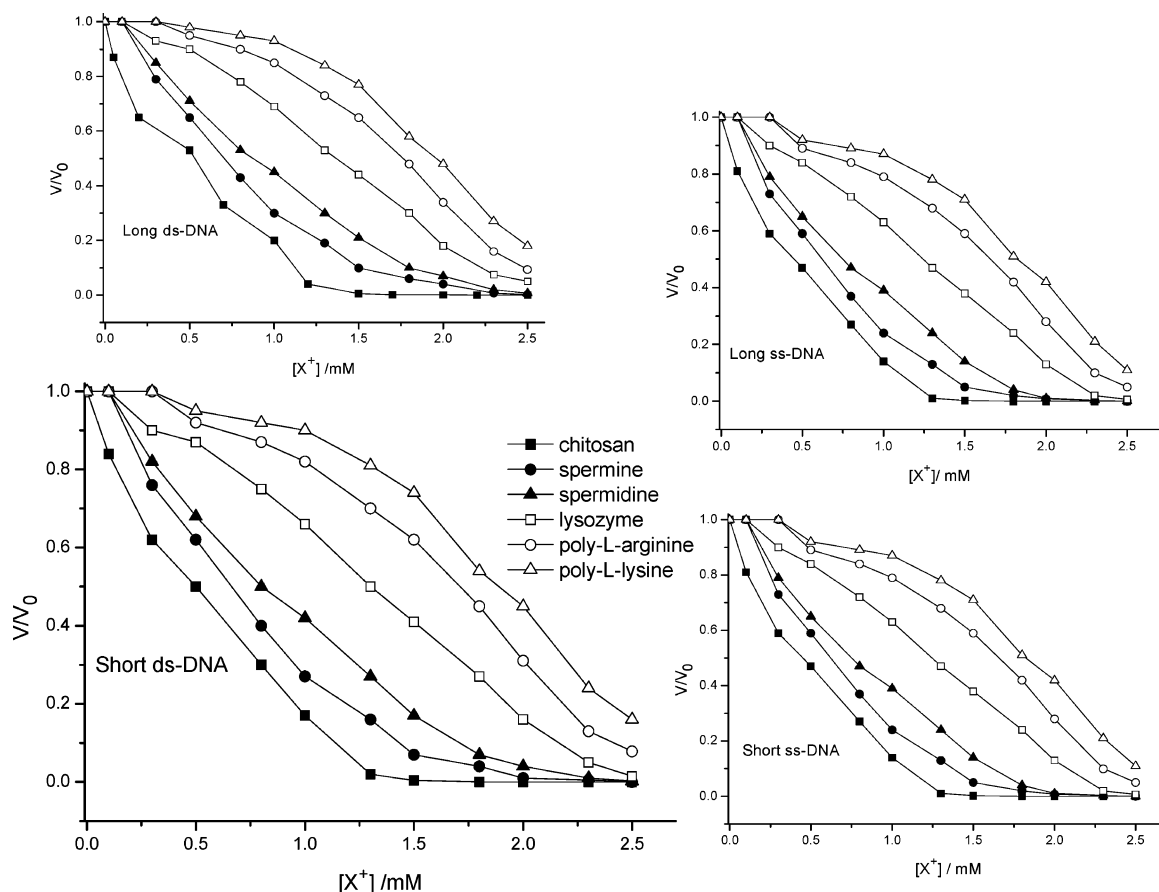 1.0
0.8
0.6
0.4
0.2
0.0
V/V0
Long ds-DNA
0.0 0.5 1.0 1.5 2.0 2.5
[X+] /mM
1.0
0.8
0.6
0.4
0.2
0.0
V/V0
Long ss-DNA
0.0 0.5 1.0 1.5 2.0 2.5
[X+]/ mM
1.0
0.8
0.6
0.4
0.2
0.0
V/V0
Short ds-DNA
0.0 0.5 1.0 1.5 2.0 2.5
[X+] /mM
chitosan
spermine
spermidine
lysozyme
poly-L-arginine
poly-L-lysine
1.0
0.8
0.6
0.4
0.2
0.0
V/V0
Short ss-DNA
0.0 0.5 1.0 1.5 2.0 2.5
[X+] /mM